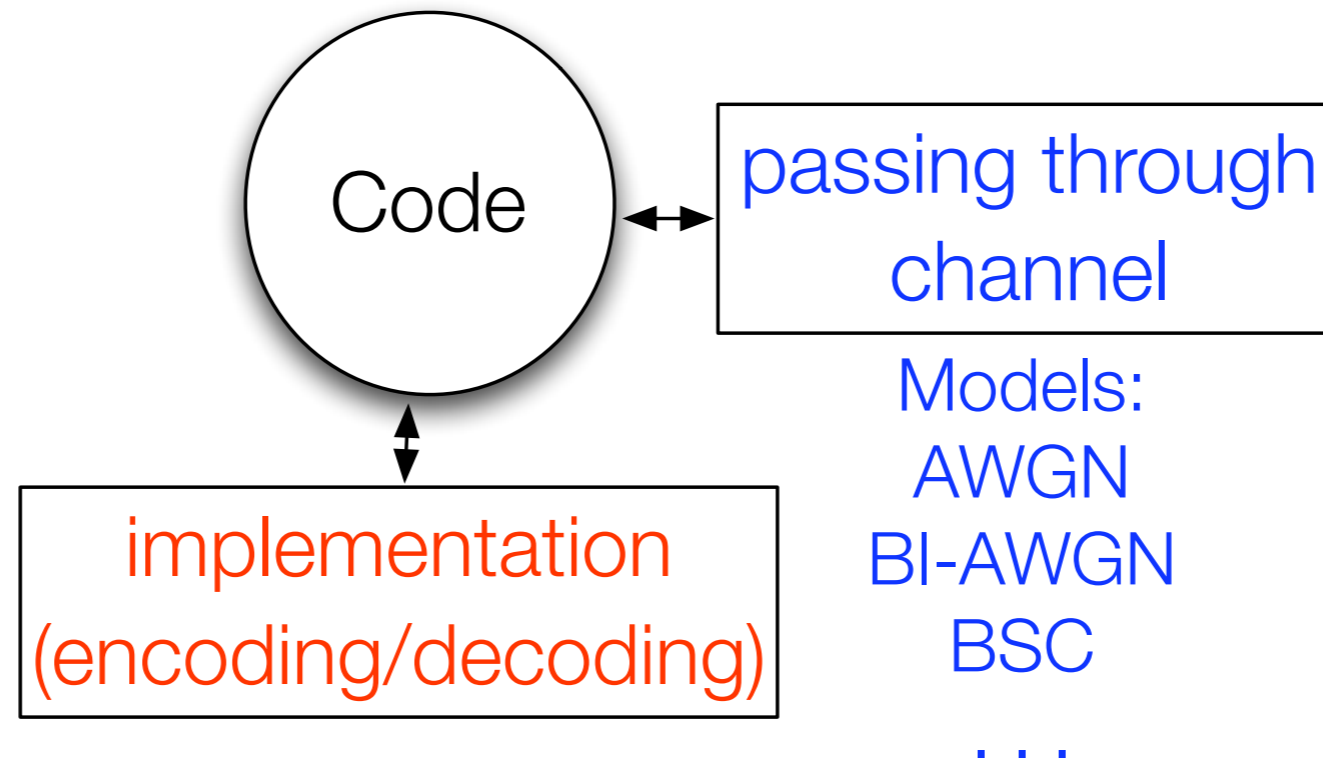 Code
passing through
channel
Models:
AWGN
BI-AWGN
BSC
. . .
implementation
(encoding/decoding)